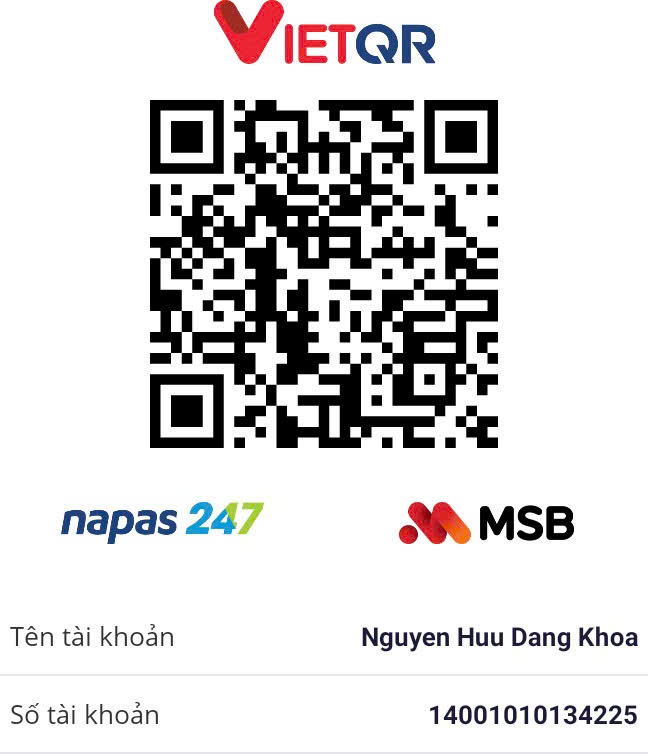 VIETQR
napas 247
MSB
Tên tài khoản Nguyen Huu Dang Khoa
Số tài khoản 14001010134225